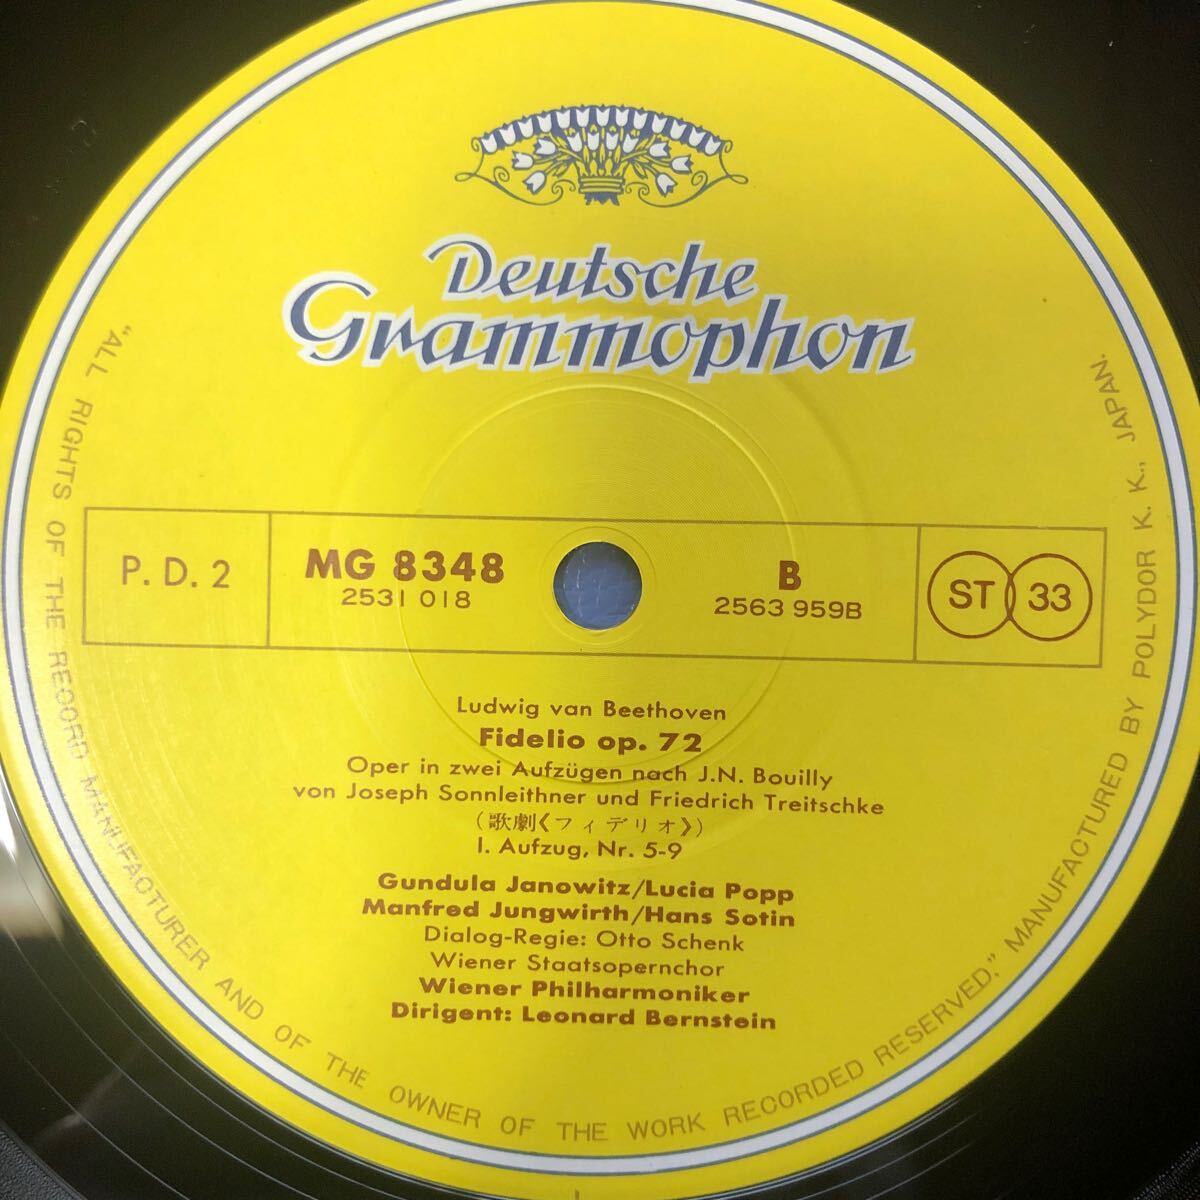 Deutsche
Grammophon
P. D. 2
MG 8348
2531 018
B
2563 959B
ST 33
Ludwig van Beethoven
Fidelio op. 72
Oper in zwei Aufzügen nach J.N. Bouilly
von Joseph Sonnleithner und Friedrich Treitschke
(歌劇《フィデリオ》)
I. Aufzug, Nr. 5-9
Gundula Janowitz/Lucia Popp
Manfred Jungwirth/Hans Sotin
Dialog-Regie: Otto Schenk
Wiener Staatsopernchor
Wiener Philharmoniker
Dirigent: Leonard Bernstein
"ALL RIGHTS OF THE RECORD MANUFACTURER AND OF THE OWNER OF THE WORK RECORDED RESERVED." MANUFACTURED BY POLYDOR K. K., JAPAN.